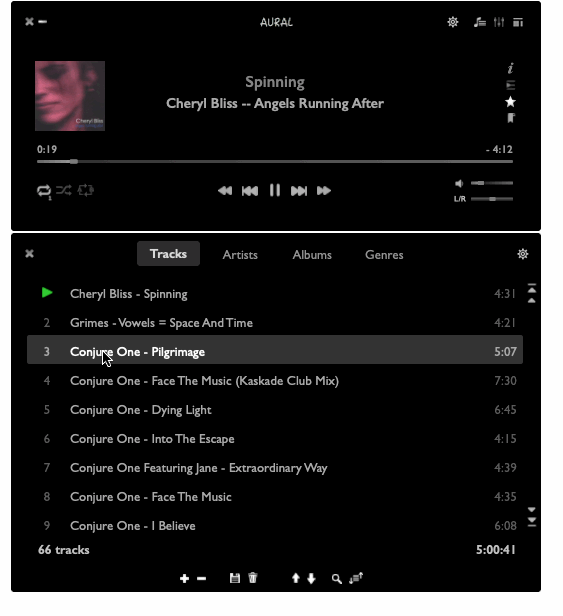 AURAL
Spinning
Cheryl Bliss -- Angels Running After
Cheryl Bliss
0:19
- 4:12
1
L/R
Tracks Artists Albums Genres
Cheryl Bliss - Spinning 4:31
2 Grimes - Vowels = Space And Time 4:21
3 Conjure One - Pilgrimage 5:07
4 Conjure One - Face The Music (Kaskade Club Mix) 7:30
5 Conjure One - Dying Light 6:45
6 Conjure One - Into The Escape 4:15
7 Conjure One Featuring Jane - Extraordinary Way 4:39
8 Conjure One - Face The Music 4:35
9 Conjure One - I Believe 6:08
66 tracks 5:00:41